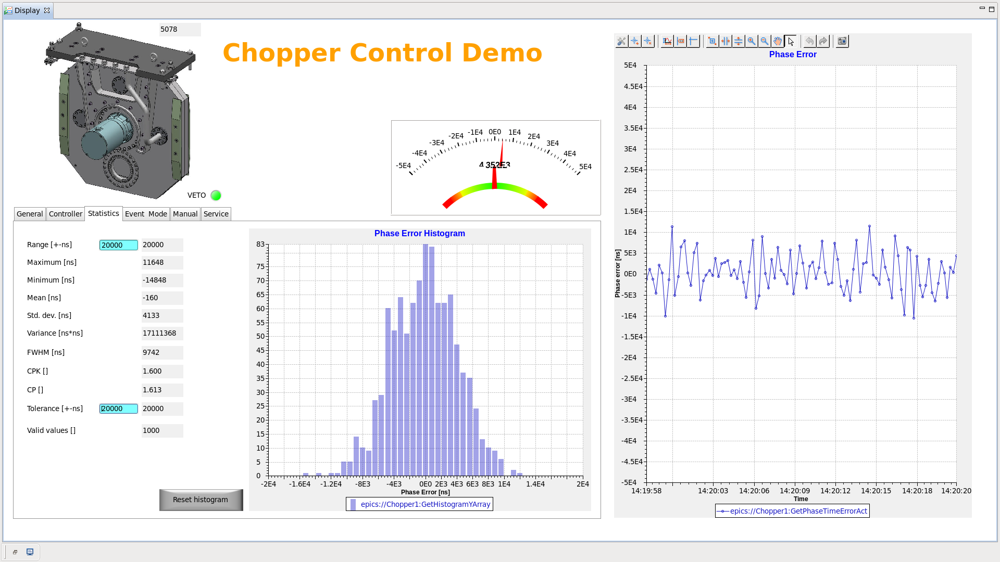 Display
5078
Chopper Control Demo
VETO
-5E4 -4E4 -3E4 -2E4 -1E4 0E0 1E4 2E4 3E4 4E4 5E4
4.352E3
General Controller Statistics Event Mode Manual Service
Range [+-ns] 20000 20000
Maximum [ns] 11648
Minimum [ns] -14848
Mean [ns] -160
Std. dev. [ns] 4133
Variance [ns*ns] 17111368
FWHM [ns] 9742
CPK [] 1.600
CP [] 1.613
Tolerance [+-ns] 20000 20000
Valid values [] 1000
Reset histogram
Phase Error Histogram
83
75
70
65
60
55
50
45
40
35
30
25
20
15
10
5
0
-2E4 -1.6E4 -1.2E4 -8E3 -4E3 0E0 2E3 4E3 6E3 8E3 1E4 1.4E4 2E4
Phase Error [ns]
epics://Chopper1:GetHistogramYArray
Phase Error
5E4
4.5E4
4E4
3.5E4
3E4
2.5E4
2E4
1.5E4
1E4
5E3
0E0
-5E3
-1E4
-1.5E4
-2E4
-2.5E4
-3E4
-3.5E4
-4E4
-4.5E4
-5E4
Phase error [ns]
14:19:58 14:20:03 14:20:06 14:20:09 14:20:12 14:20:15 14:20:18 14:20:20
Time
epics://Chopper1:GetPhaseTimeErrorAct